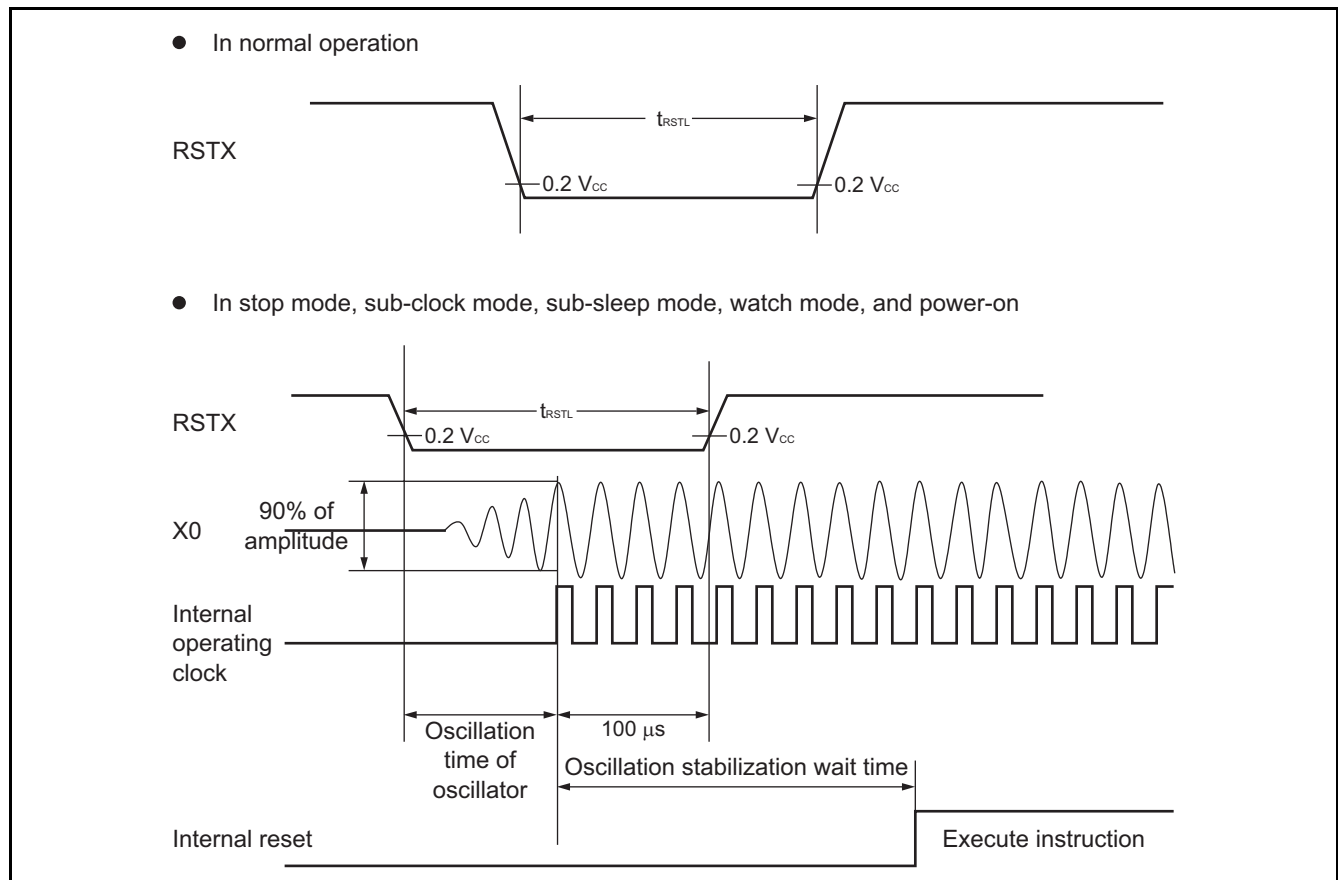 ● In normal operation
tRSTL
RSTX
0.2 Vcc
0.2 Vcc
● In stop mode, sub-clock mode, sub-sleep mode, watch mode, and power-on
tRSTL
RSTX
0.2 Vcc
0.2 Vcc
90% of
amplitude
X0
Internal
operating
clock
Oscillation
time of
oscillator
100 μs
Oscillation stabilization wait time
Internal reset
Execute instruction